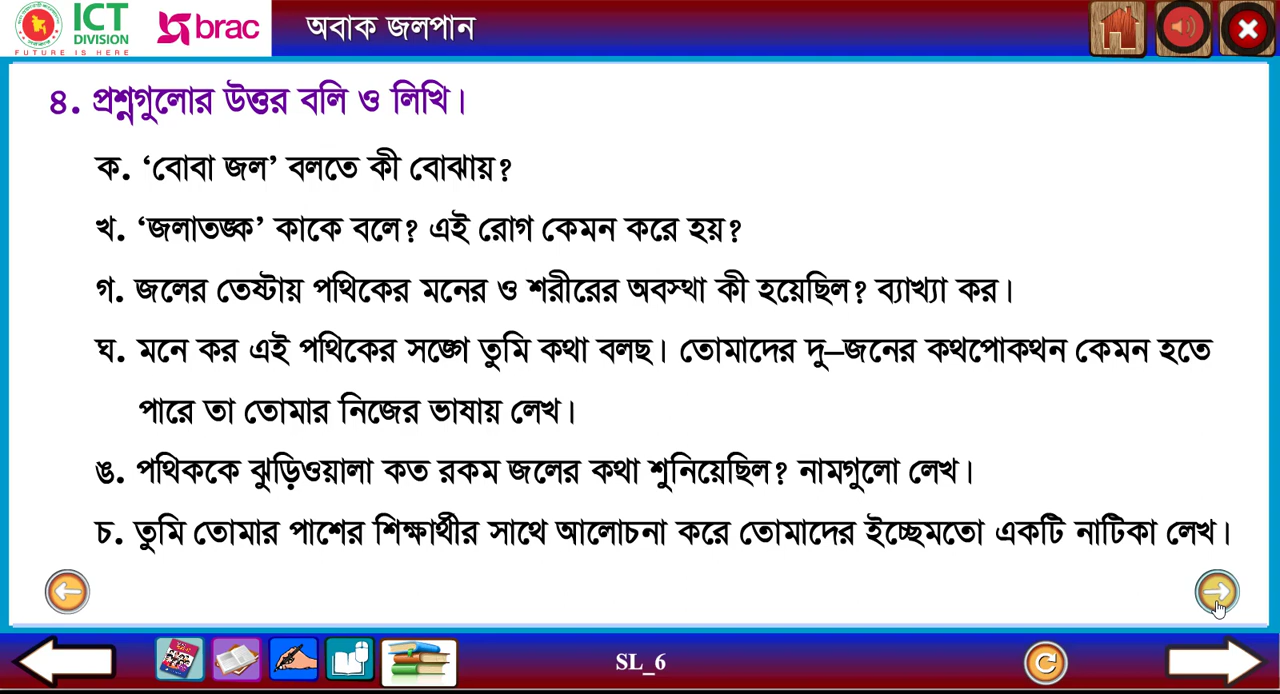 ICT
DIVISION
FUTURE IS HERE
brac
অবাক জলপান
৪. প্রশ্নগুলোর উত্তর বলি ও লিখি।
ক. ‘বোবা জল’ বলতে কী বোঝায়?
খ. ‘জলাতঙ্ক’ কাকে বলে? এই রোগ কেমন করে হয়?
গ. জলের তেষ্টায় পথিকের মনের ও শরীরের অবস্থা কী হয়েছিল? ব্যাখ্যা কর।
ঘ. মনে কর এই পথিকের সঙ্গে তুমি কথা বলছ। তোমাদের দু–জনের কথপোকথন কেমন হতে
পারে তা তোমার নিজের ভাষায় লেখ।
ঙ. পথিককে ঝুড়িওয়ালা কত রকম জলের কথা শুনিয়েছিল? নামগুলো লেখ।
চ. তুমি তোমার পাশের শিক্ষার্থীর সাথে আলোচনা করে তোমাদের ইচ্ছেমতো একটি নাটিকা লেখ।
SL_6